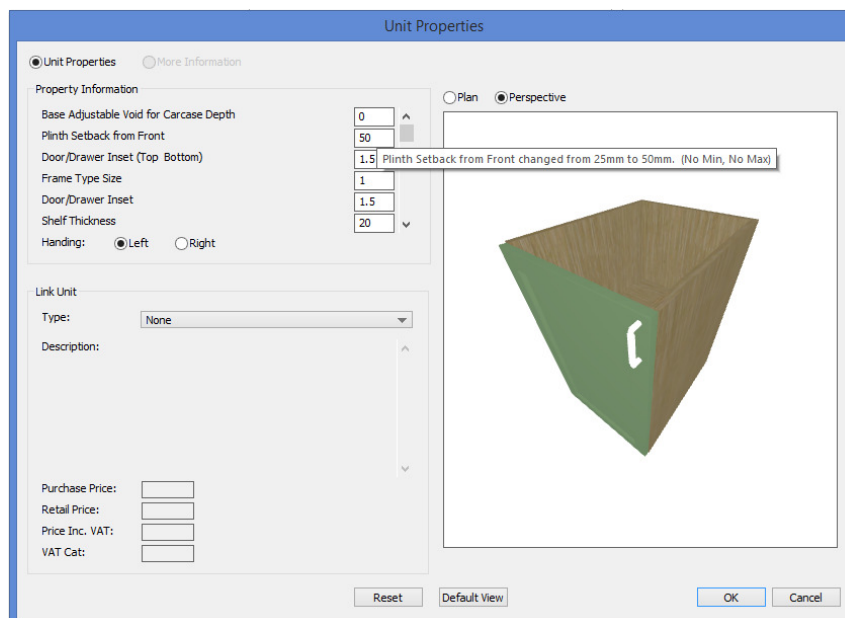 Unit Properties
Unit Properties More Information
Property Information
Plan Perspective
Base Adjustable Void for Carcase Depth 0
Plinth Setback from Front 50
Door/Drawer Inset (Top Bottom) 1.5
Plinth Setback from Front changed from 25mm to 50mm. (No Min, No Max)
Frame Type Size 1
Door/Drawer Inset 1.5
Shelf Thickness 20
Handing: Left Right
Link Unit
Type: None
Description:
Purchase Price:
Retail Price:
Price Inc. VAT:
VAT Cat:
Reset Default View OK Cancel